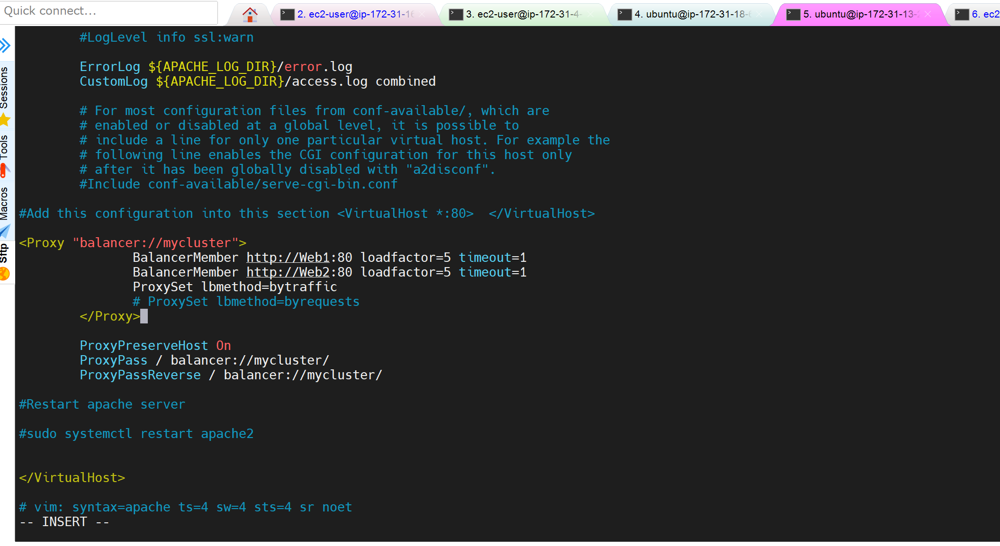 Quick connect...
2. ec2-user@ip-172-31-16
3. ec2-user@ip-172-31-4-
4. ubuntu@ip-172-31-18-6
5. ubuntu@ip-172-31-13-2
6. ec2
Sessions
Tools
Macros
Sftp
#LogLevel info ssl:warn
ErrorLog ${APACHE_LOG_DIR}/error.log
CustomLog ${APACHE_LOG_DIR}/access.log combined
# For most configuration files from conf-available/, which are
# enabled or disabled at a global level, it is possible to
# include a line for only one particular virtual host. For example the
# following line enables the CGI configuration for this host only
# after it has been globally disabled with "a2disconf".
#Include conf-available/serve-cgi-bin.conf
#Add this configuration into this section <VirtualHost *:80>  </VirtualHost>
<Proxy "balancer://mycluster">
BalancerMember http://Web1:80 loadfactor=5 timeout=1
BalancerMember http://Web2:80 loadfactor=5 timeout=1
ProxySet lbmethod=bytraffic
# ProxySet lbmethod=byrequests
</Proxy>
ProxyPreserveHost On
ProxyPass / balancer://mycluster/
ProxyPassReverse / balancer://mycluster/
#Restart apache server
#sudo systemctl restart apache2
</VirtualHost>
# vim: syntax=apache ts=4 sw=4 sts=4 sr noet
-- INSERT --